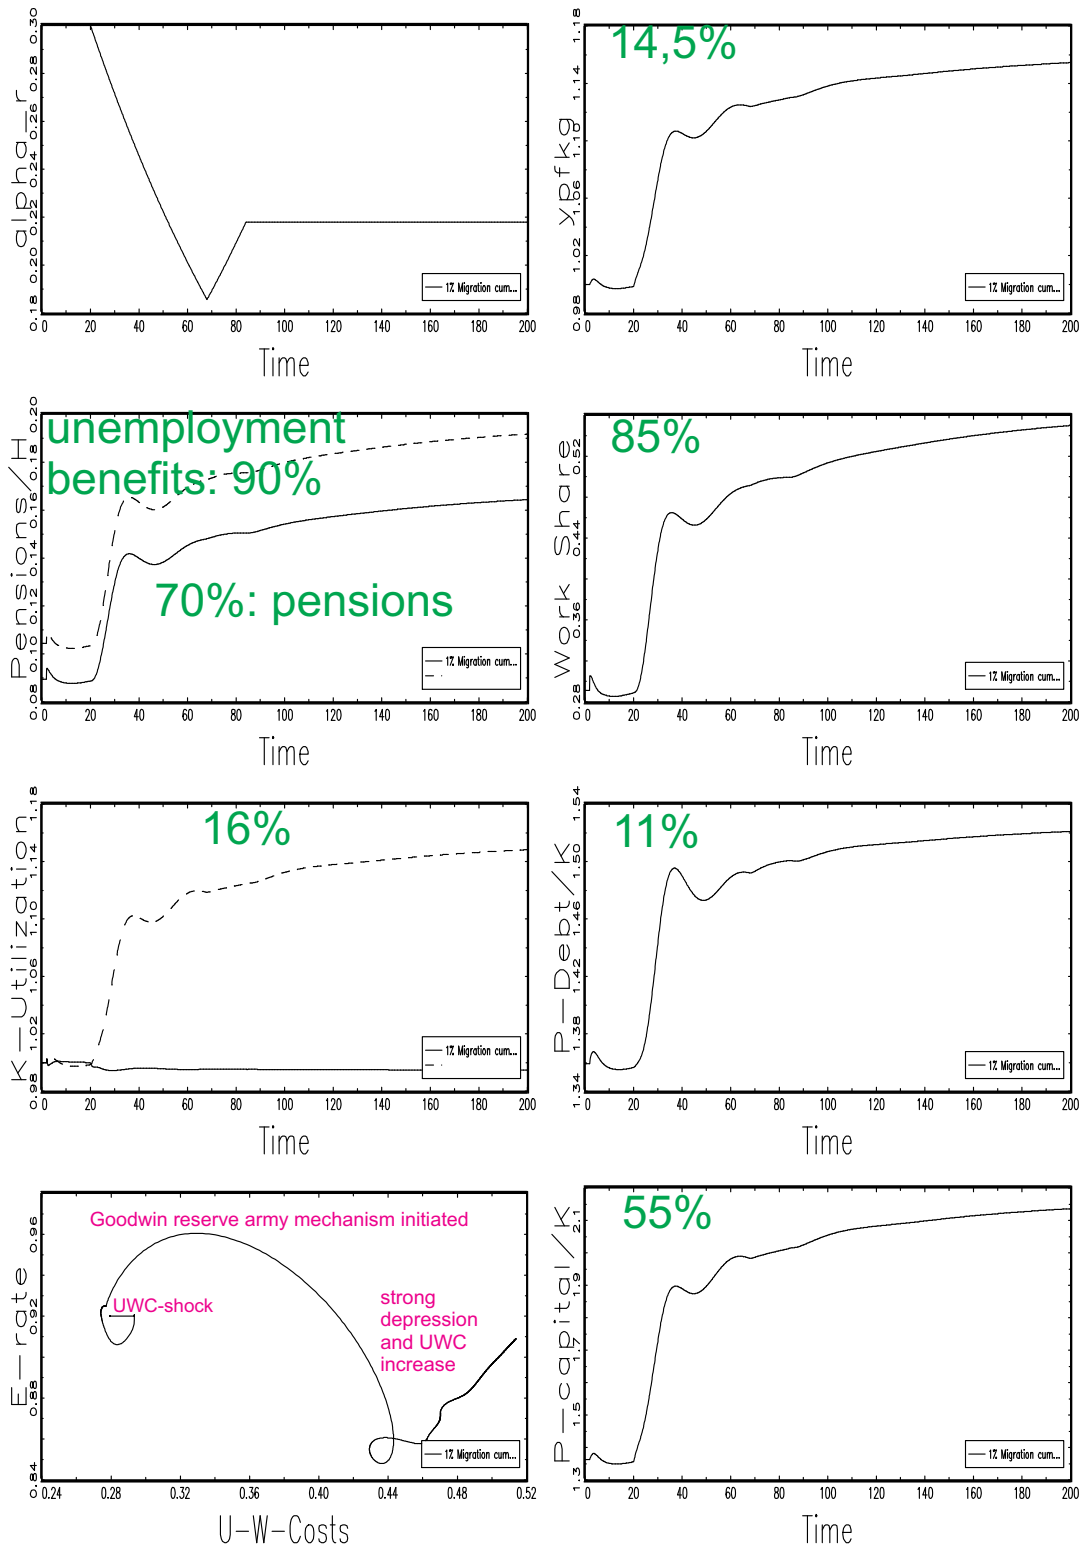 14,5%
alpha_r
0.18 0.20 0.22 0.24 0.26 0.28 0.30
1% Migration cum...
0 20 40 60 80 100 120 140 160 180 200
Time
ypfkg
0.98 1.02 1.06 1.10 1.14 1.18
1% Migration cum...
0 20 40 60 80 100 120 140 160 180 200
Time
unemployment
benefits: 90%
70%: pensions
Pensions/H
0.08 0.10 0.12 0.14 0.16 0.18 0.20
1% Migration cum...
0 20 40 60 80 100 120 140 160 180 200
Time
85%
Work Share
0.28 0.36 0.44 0.52
1% Migration cum...
0 20 40 60 80 100 120 140 160 180 200
Time
16%
K-Utilization
0.98 1.02 1.06 1.10 1.14 1.18
1% Migration cum...
0 20 40 60 80 100 120 140 160 180 200
Time
11%
P-Debt/K
1.34 1.38 1.42 1.46 1.50 1.54
1% Migration cum...
0 20 40 60 80 100 120 140 160 180 200
Time
Goodwin reserve army mechanism initiated
UWC-shock
strong
depression
and UWC
increase
E-rate
0.84 0.88 0.92 0.96
1% Migration cum...
0.24 0.28 0.32 0.36 0.40 0.44 0.48 0.52
U-W-Costs
55%
P-capital/K
1.3 1.5 1.7 1.9 2.1
1% Migration cum...
0 20 40 60 80 100 120 140 160 180 200
Time